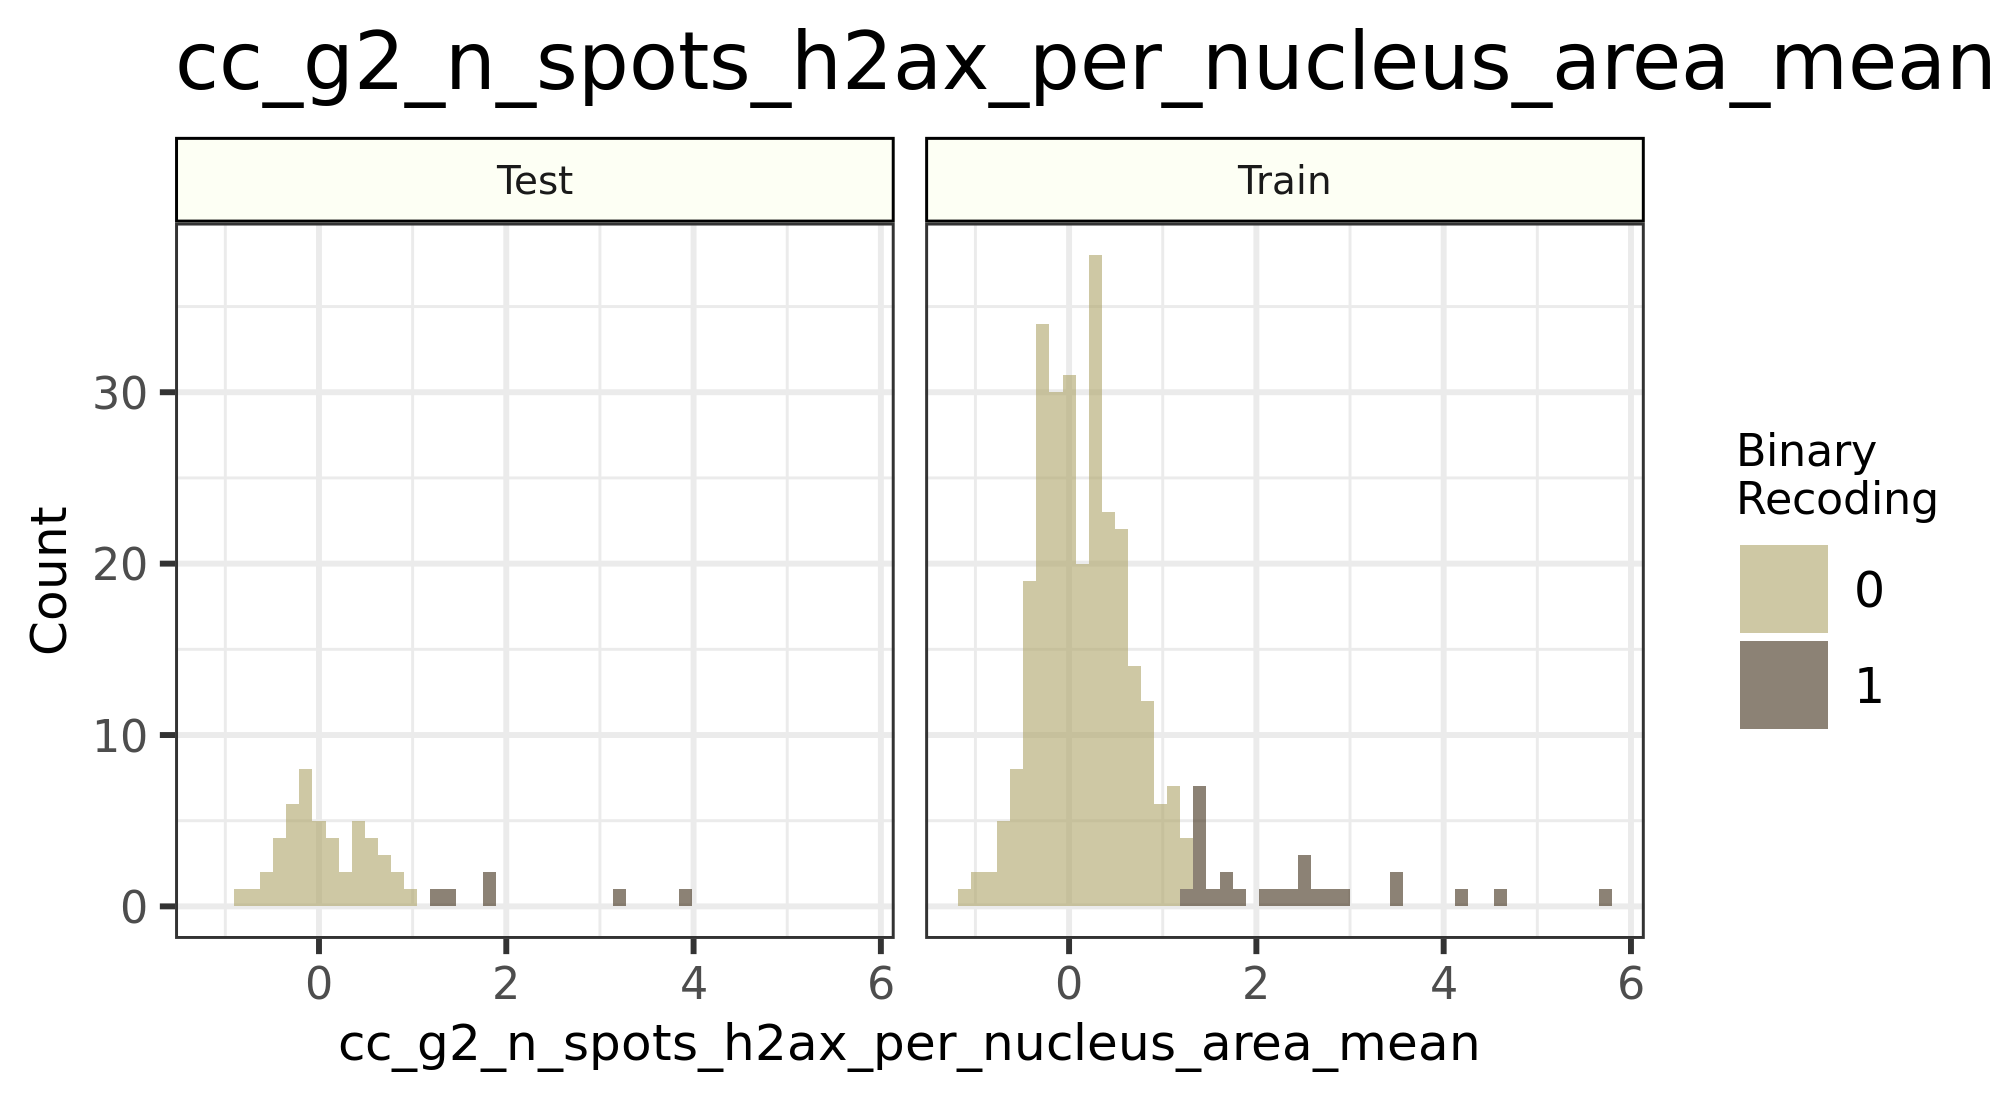 cc_g2_n_spots_h2ax_per_nucleus_area_mean
Test
Train
30
20
10
0
Count
0
2
4
6
0
2
4
6
cc_g2_n_spots_h2ax_per_nucleus_area_mean
Binary
Recoding
0
1